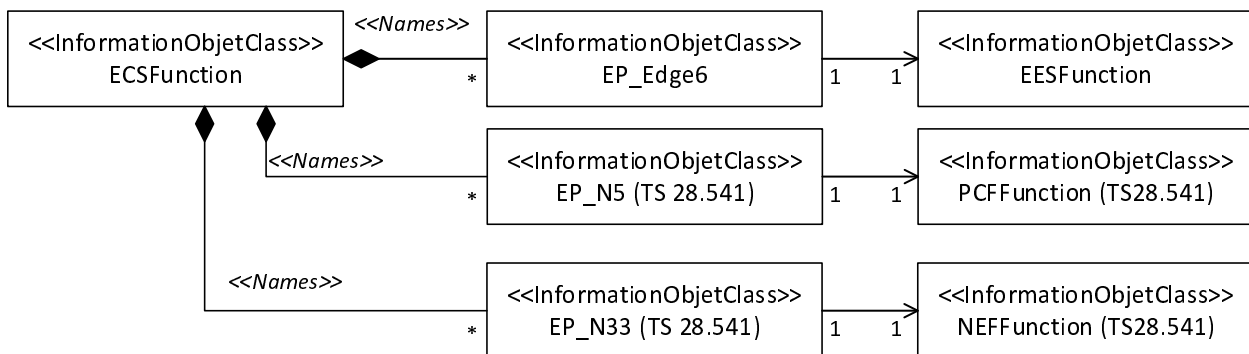 <<InformationObjetClass>>
ECSFunction
<<Names>>
*
<<InformationObjetClass>>
EP_Edge6
1
1
<<InformationObjetClass>>
EESFunction
<<Names>>
*
<<InformationObjetClass>>
EP_N5 (TS 28.541)
1
1
<<InformationObjetClass>>
PCFFunction (TS28.541)
<<Names>>
*
<<InformationObjetClass>>
EP_N33 (TS 28.541)
1
1
<<InformationObjetClass>>
NEFFunction (TS28.541)